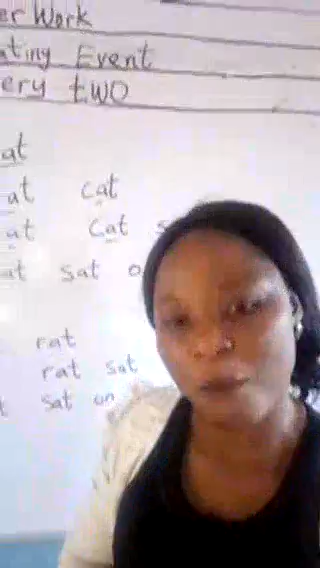 er Work
ating Event
ery two
at
at cat
at cat s
at sat o
rat
rat sat
t sat on